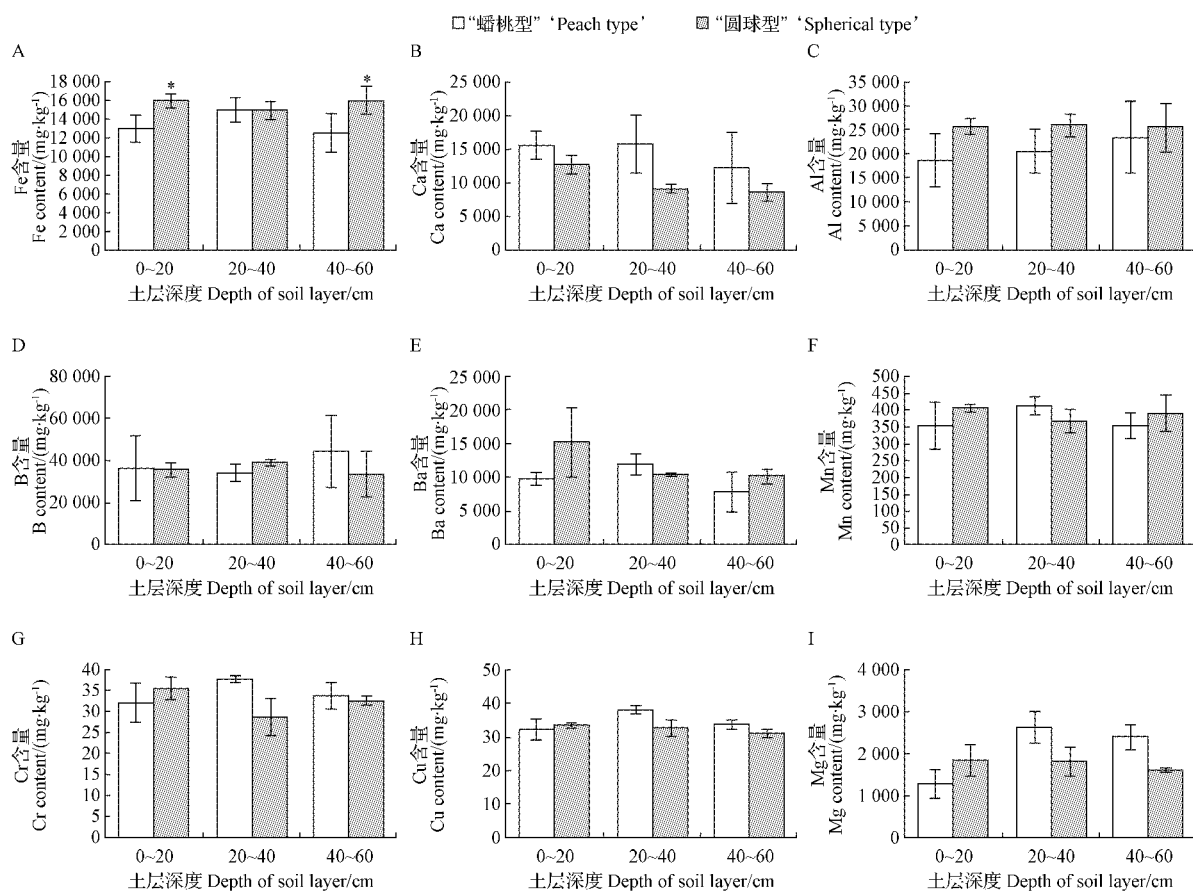 “蟠桃型” ‘Peach type’ “圆球型” ‘Spherical type’
A
Fe含量
Fe content/(mg·kg⁻¹)
18 000
16 000
14 000
12 000
10 000
8 000
6 000
4 000
2 000
0
*
*
0~20 20~40 40~60
土层深度 Depth of soil layer/cm
B
Ca含量
Ca content/(mg·kg⁻¹)
25 000
20 000
15 000
10 000
5 000
0
0~20 20~40 40~60
土层深度 Depth of soil layer/cm
C
Al含量
Al content/(mg·kg⁻¹)
35 000
30 000
25 000
20 000
15 000
10 000
5 000
0
0~20 20~40 40~60
土层深度 Depth of soil layer/cm
D
B含量
B content/(mg·kg⁻¹)
80 000
60 000
40 000
20 000
0
0~20 20~40 40~60
土层深度 Depth of soil layer/cm
E
Ba含量
Ba content/(mg·kg⁻¹)
25 000
20 000
15 000
10 000
5 000
0
0~20 20~40 40~60
土层深度 Depth of soil layer/cm
F
Mn含量
Mn content/(mg·kg⁻¹)
500
450
400
350
300
250
200
150
100
50
0
0~20 20~40 40~60
土层深度 Depth of soil layer/cm
G
Cr含量
Cr content/(mg·kg⁻¹)
40
35
30
25
20
15
10
5
0
0~20 20~40 40~60
土层深度 Depth of soil layer/cm
H
Cu含量
Cu content/(mg·kg⁻¹)
50
40
30
20
10
0
0~20 20~40 40~60
土层深度 Depth of soil layer/cm
I
Mg含量
Mg content/(mg·kg⁻¹)
4 000
3 000
2 000
1 000
0
0~20 20~40 40~60
土层深度 Depth of soil layer/cm